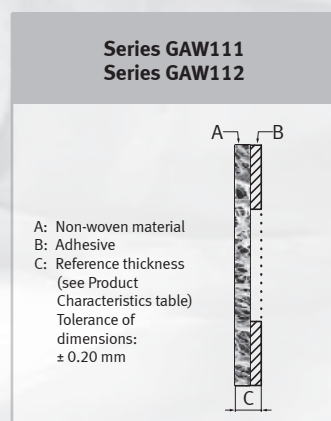 Series GAW111
Series GAW112
A B
A: Non-woven material
B: Adhesive
C: Reference thickness
(see Product
Characteristics table)
Tolerance of
dimensions:
± 0.20 mm
C